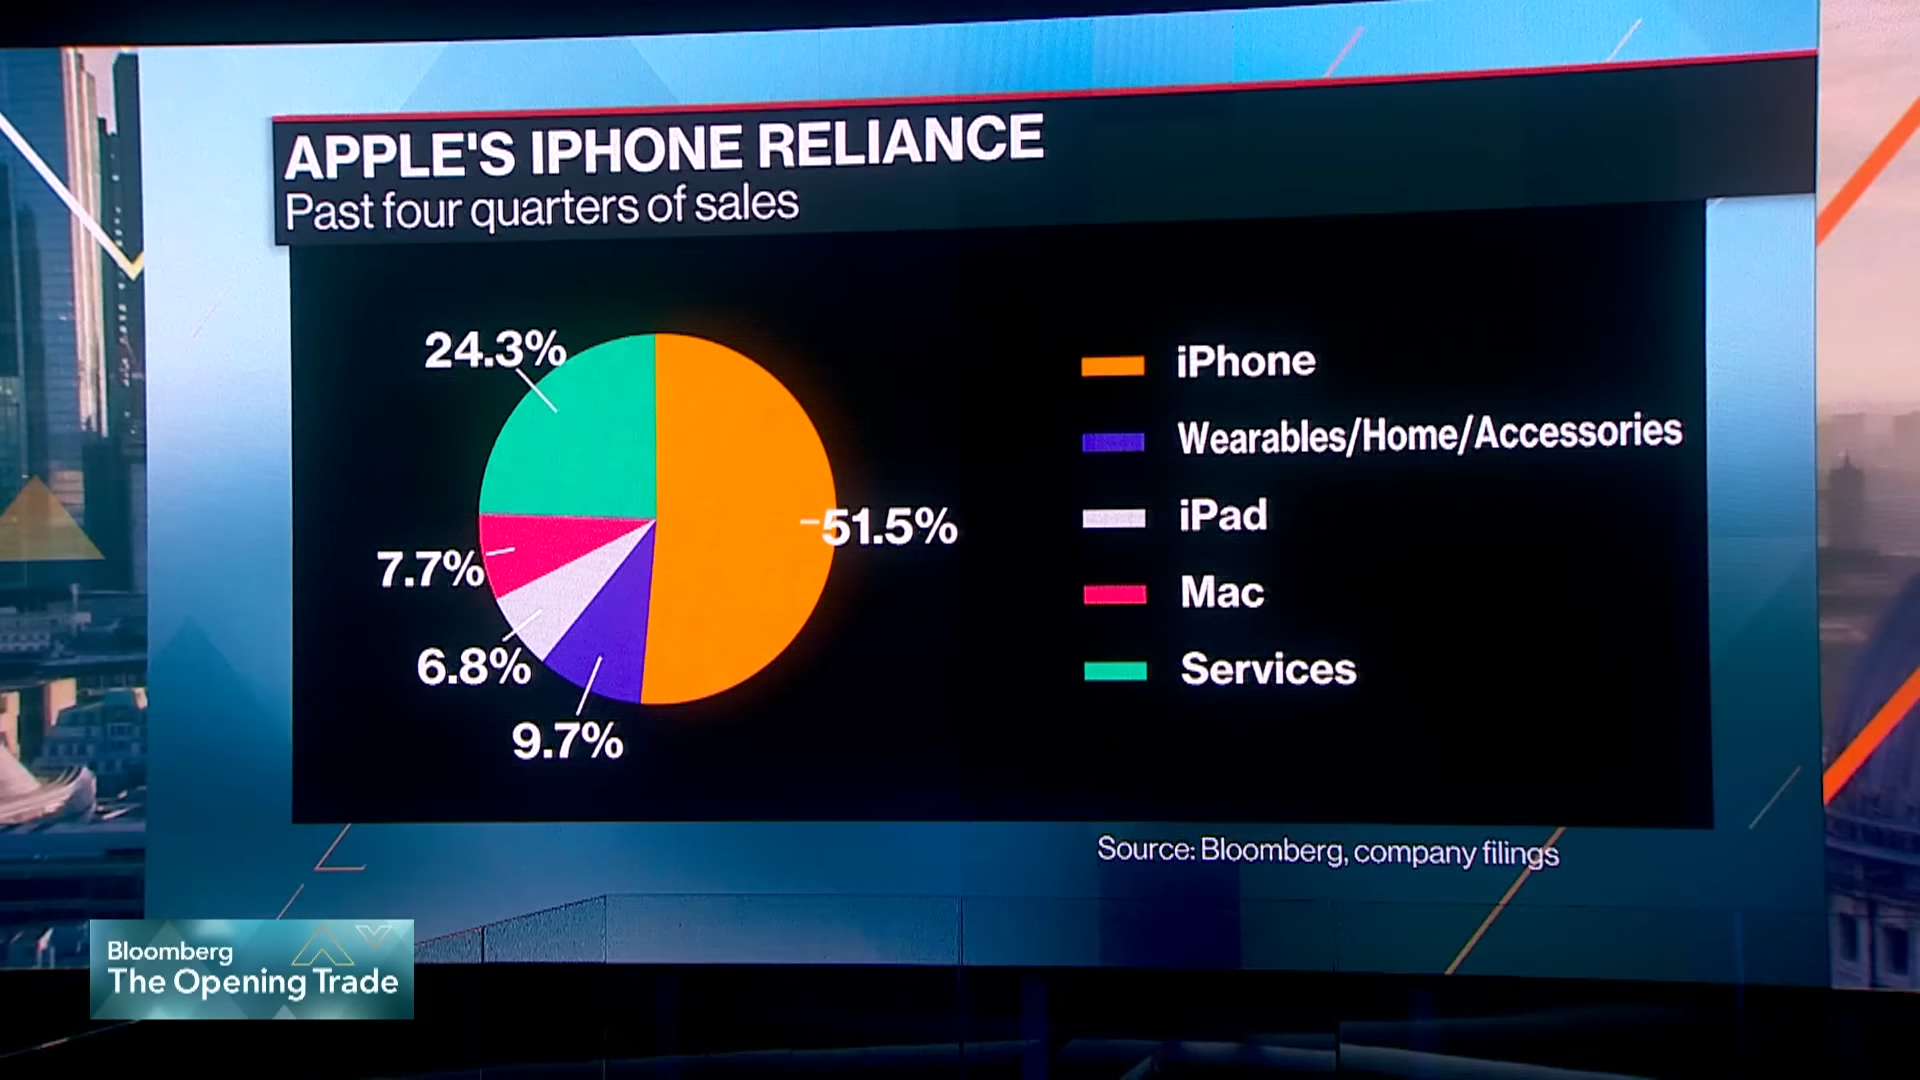 APPLE'S IPHONE RELIANCE
Past four quarters of sales
24.3%
51.5%
7.7%
6.8%
9.7%
iPhone
Wearables/Home/Accessories
iPad
Mac
Services
Source: Bloomberg, company filings
Bloomberg
The Opening Trade